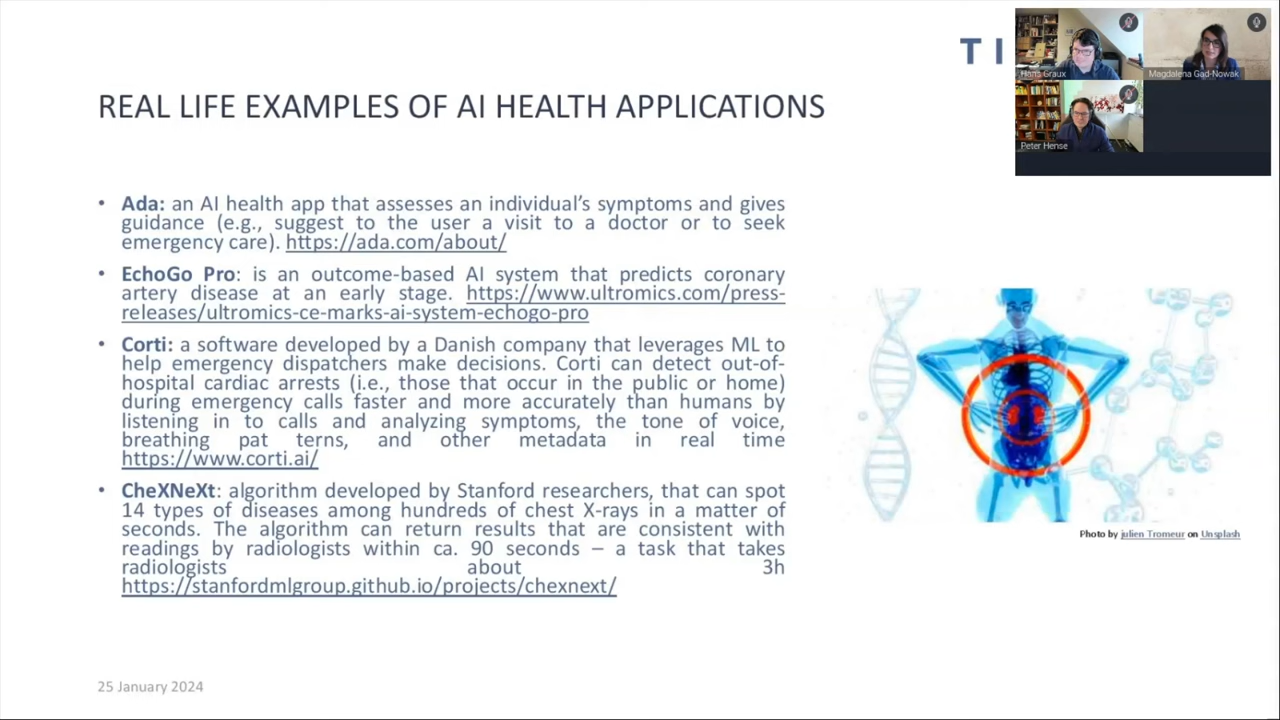 TI
Hans Graux
Magdalena Gad-Nowak
Peter Hense
REAL LIFE EXAMPLES OF AI HEALTH APPLICATIONS
• Ada: an AI health app that assesses an individual's symptoms and gives
guidance (e.g., suggest to the user a visit to a doctor or to seek
emergency care). https://ada.com/about/
• EchoGo Pro: is an outcome-based AI system that predicts coronary
artery disease at an early stage. https://www.ultromics.com/press-
releases/ultromics-ce-marks-ai-system-echogo-pro
• Corti: a software developed by a Danish company that leverages ML to
help emergency dispatchers make decisions. Corti can detect out-of-
hospital cardiac arrests (i.e., those that occur in the public or home)
during emergency calls faster and more accurately than humans by
listening in to calls and analyzing symptoms, the tone of voice,
breathing pat terns, and other metadata in real time
https://www.corti.ai/
• CheXNeXt: algorithm developed by Stanford researchers, that can spot
14 types of diseases among hundreds of chest X-rays in a matter of
seconds. The algorithm can return results that are consistent with
readings by radiologists within ca. 90 seconds – a task that takes
radiologists about 3h
https://stanfordmlgroup.github.io/projects/chexnext/
Photo by julien Tromeur on Unsplash
25 January 2024